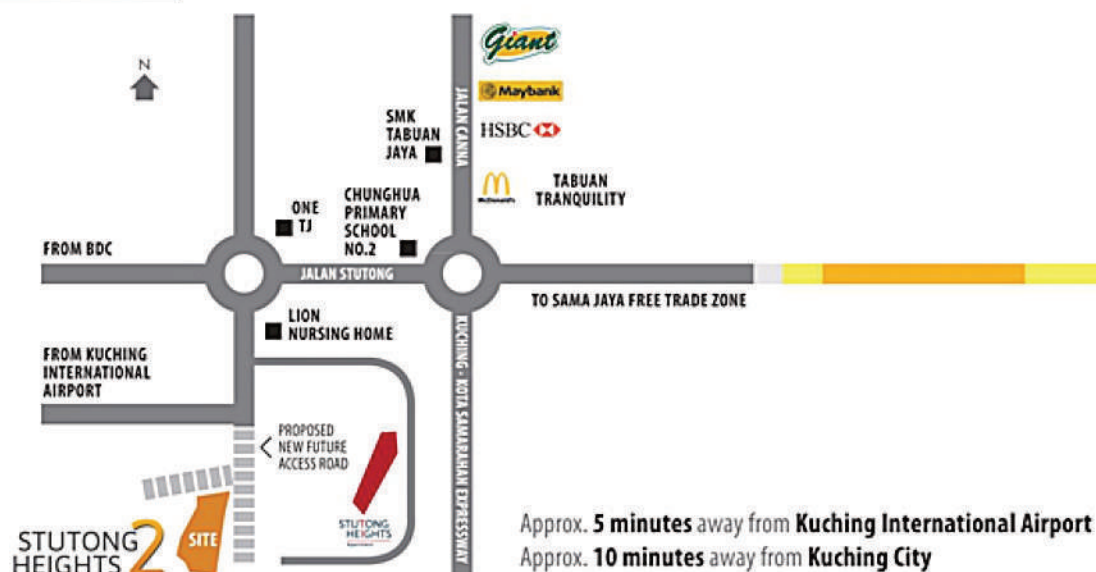 N
Giant
Maybank
HSBC
McDonald's
TABUAN
TRANQUILITY
JALAN CANNA
SMK
TABUAN
JAYA
CHUNGHUA
PRIMARY
SCHOOL
NO.2
ONE
TJ
FROM BDC
JALAN STUTONG
TO SAMA JAYA FREE TRADE ZONE
LION
NURSING HOME
FROM KUCHING
INTERNATIONAL
AIRPORT
PROPOSED
NEW FUTURE
ACCESS ROAD
KUCHING - KOTA SAMARAHAN EXPRESSWAY
STUTONG
HEIGHTS
STUTONG 2
HEIGHTS
SITE
Approx. 5 minutes away from Kuching International Airport
Approx. 10 minutes away from Kuching City